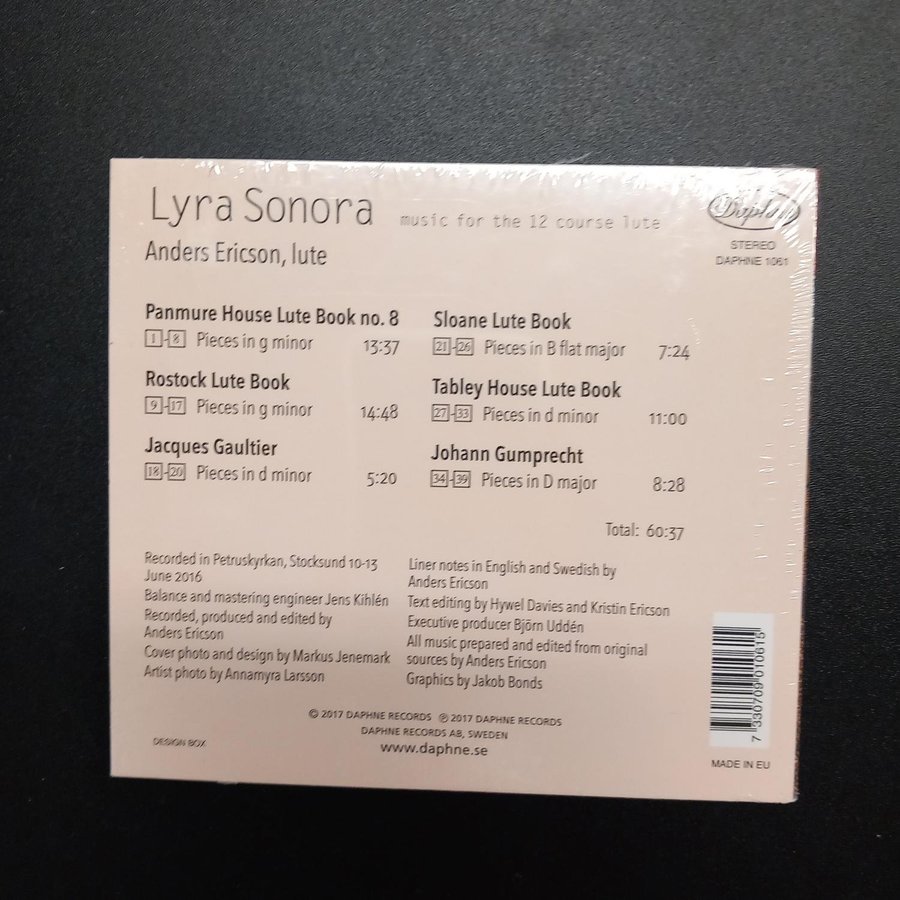 Lyra Sonora music for the 12 course lute
Anders Ericson, lute
Daphne
STEREO
DAPHNE 1061
Panmure House Lute Book no. 8
1-8 Pieces in g minor 13:37
Rostock Lute Book
9-17 Pieces in g minor 14:48
Jacques Gaultier
18-20 Pieces in d minor 5:20
Sloane Lute Book
21-26 Pieces in B flat major 7:24
Tabley House Lute Book
27-33 Pieces in d minor 11:00
Johann Gumprecht
34-39 Pieces in D major 8:28
Total: 60:37
Recorded in Petruskyrkan, Stocksund 10-13
June 2016
Balance and mastering engineer Jens Kihlén
Recorded, produced and edited by
Anders Ericson
Cover photo and design by Markus Jenemark
Artist photo by Annamyra Larsson
Liner notes in English and Swedish by
Anders Ericson
Text editing by Hywel Davies and Kristin Ericson
Executive producer Björn Uddén
All music prepared and edited from original
sources by Anders Ericson
Graphics by Jakob Bonds
© 2017 DAPHNE RECORDS ℗ 2017 DAPHNE RECORDS
DAPHNE RECORDS AB, SWEDEN
www.daphne.se
DESIGN BOX
7 330709 010615
MADE IN EU